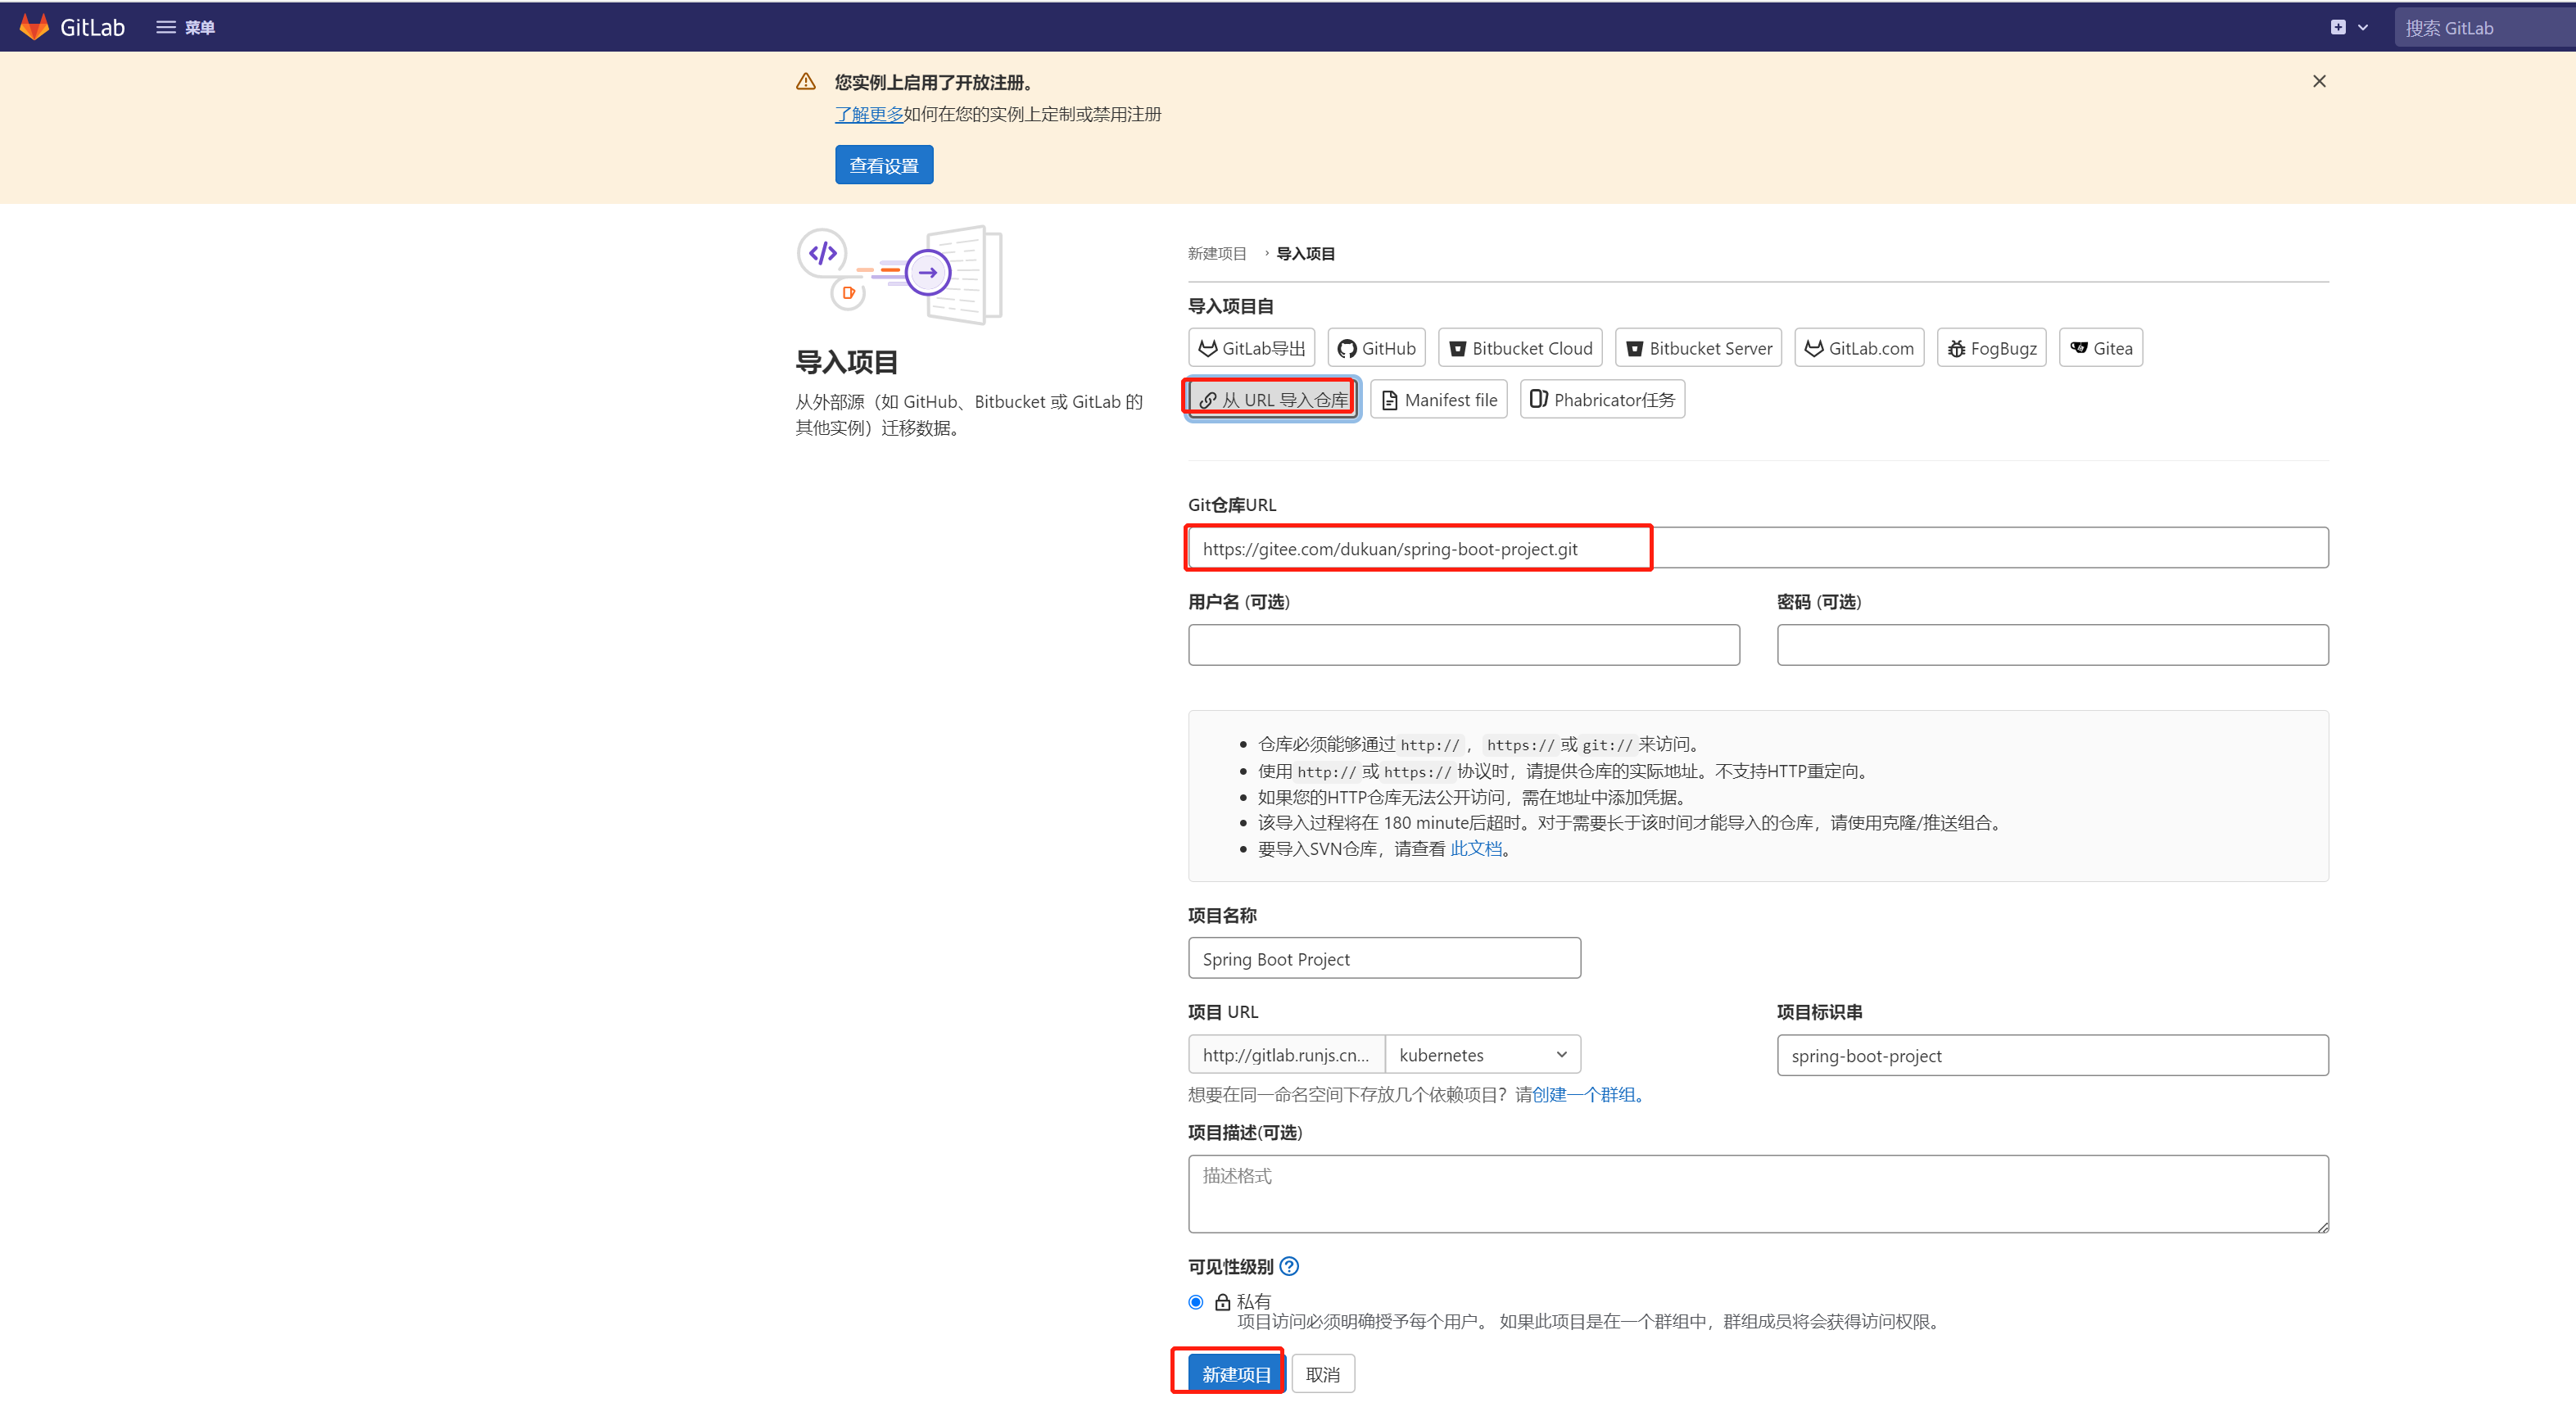 GitLab 菜单 搜索 GitLab
您实例上启用了开放注册。
了解更多如何在您的实例上定制或禁用注册
查看设置
导入项目
从外部源（如 GitHub、Bitbucket 或 GitLab 的
其他实例）迁移数据。
新建项目 › 导入项目
导入项目自
GitLab导出 GitHub Bitbucket Cloud Bitbucket Server GitLab.com FogBugz Gitea
从 URL 导入仓库 Manifest file Phabricator任务
Git仓库URL
https://gitee.com/dukuan/spring-boot-project.git
用户名 (可选) 密码 (可选)
仓库必须能够通过 http://， https:// 或 git:// 来访问。
使用 http:// 或 https:// 协议时，请提供仓库的实际地址。不支持HTTP重定向。
如果您的HTTP仓库无法公开访问，需在地址中添加凭据。
该导入过程将在 180 minute后超时。对于需要长于该时间才能导入的仓库，请使用克隆/推送组合。
要导入SVN仓库，请查看 此文档。
项目名称
Spring Boot Project
项目 URL 项目标识串
http://gitlab.runjs.cn... kubernetes spring-boot-project
想要在同一命名空间下存放几个依赖项目？请创建一个群组。
项目描述(可选)
描述格式
可见性级别
私有
项目访问必须明确授予每个用户。 如果此项目是在一个群组中，群组成员将会获得访问权限。
新建项目 取消